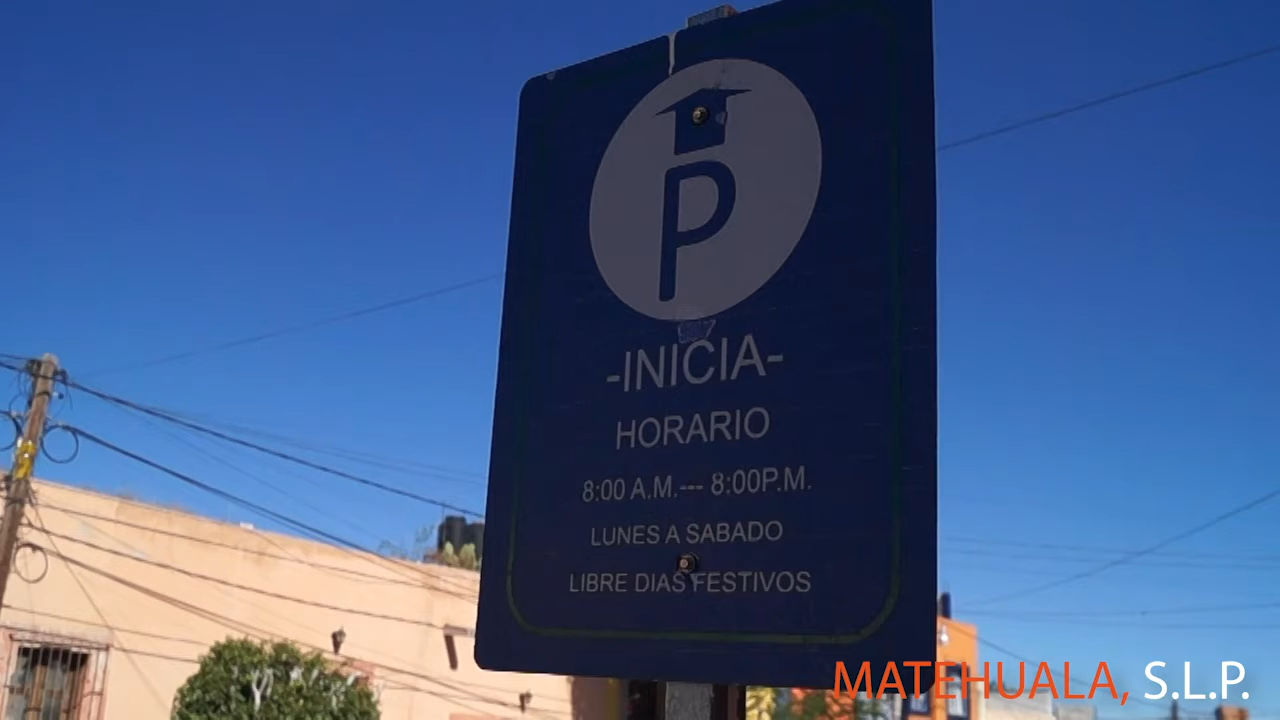 P
-INICIA-
HORARIO
8:00 A.M.--- 8:00P.M.
LUNES A SABADO
LIBRE DIAS FESTIVOS
MATEHUALA, S.L.P.